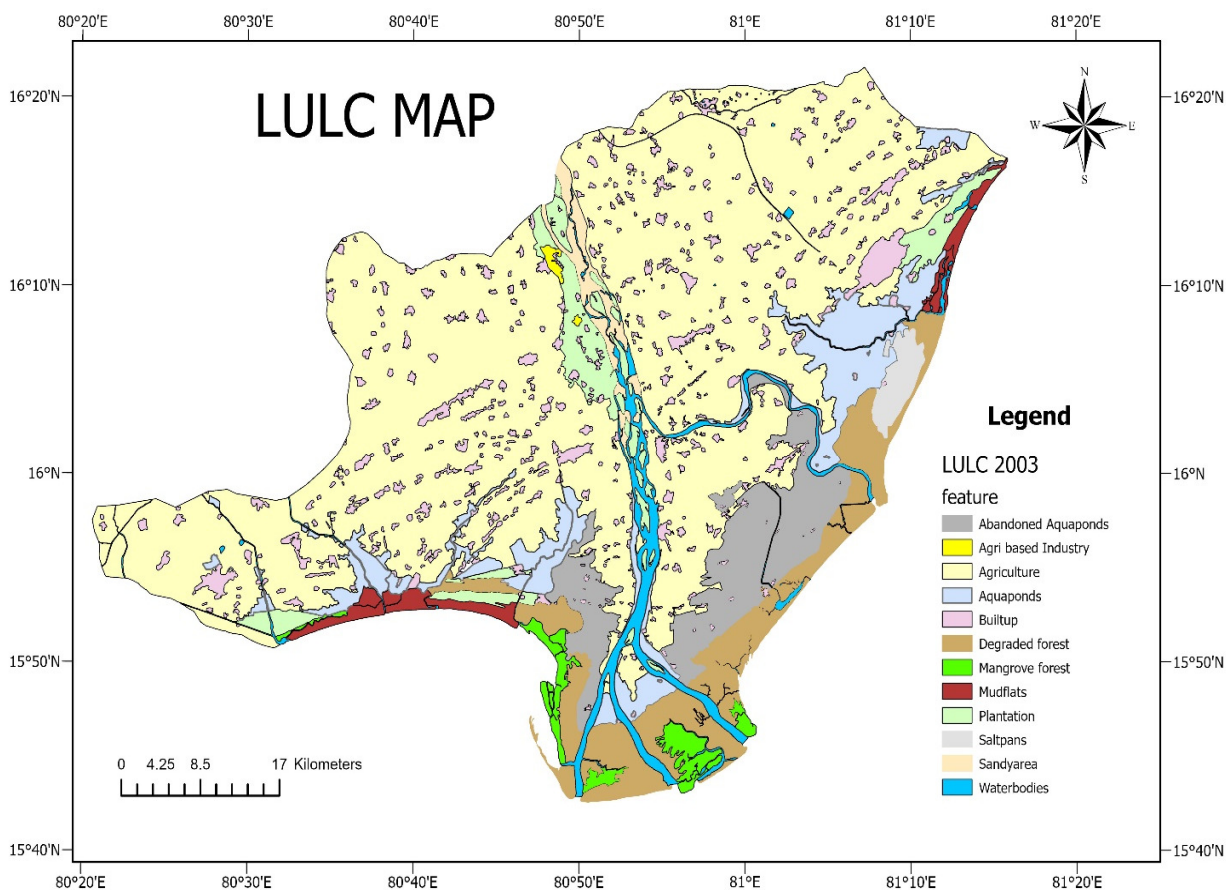 80°20'E 80°30'E 80°40'E 80°50'E 81°E 81°10'E 81°20'E
16°20'N 16°20'N
LULC MAP
N
W E
S
16°10'N 16°10'N
Legend
16°N 16°N
LULC 2003
feature
Abandoned Aquaponds
Agri based Industry
Agriculture
Aquaponds
Builtup
Degraded forest
15°50'N 15°50'N
Mangrove forest
Mudflats
Plantation
Saltpans
Sandyarea
Waterbodies
0 4.25 8.5 17 Kilometers
15°40'N 15°40'N
80°20'E 80°30'E 80°40'E 80°50'E 81°E 81°10'E 81°20'E